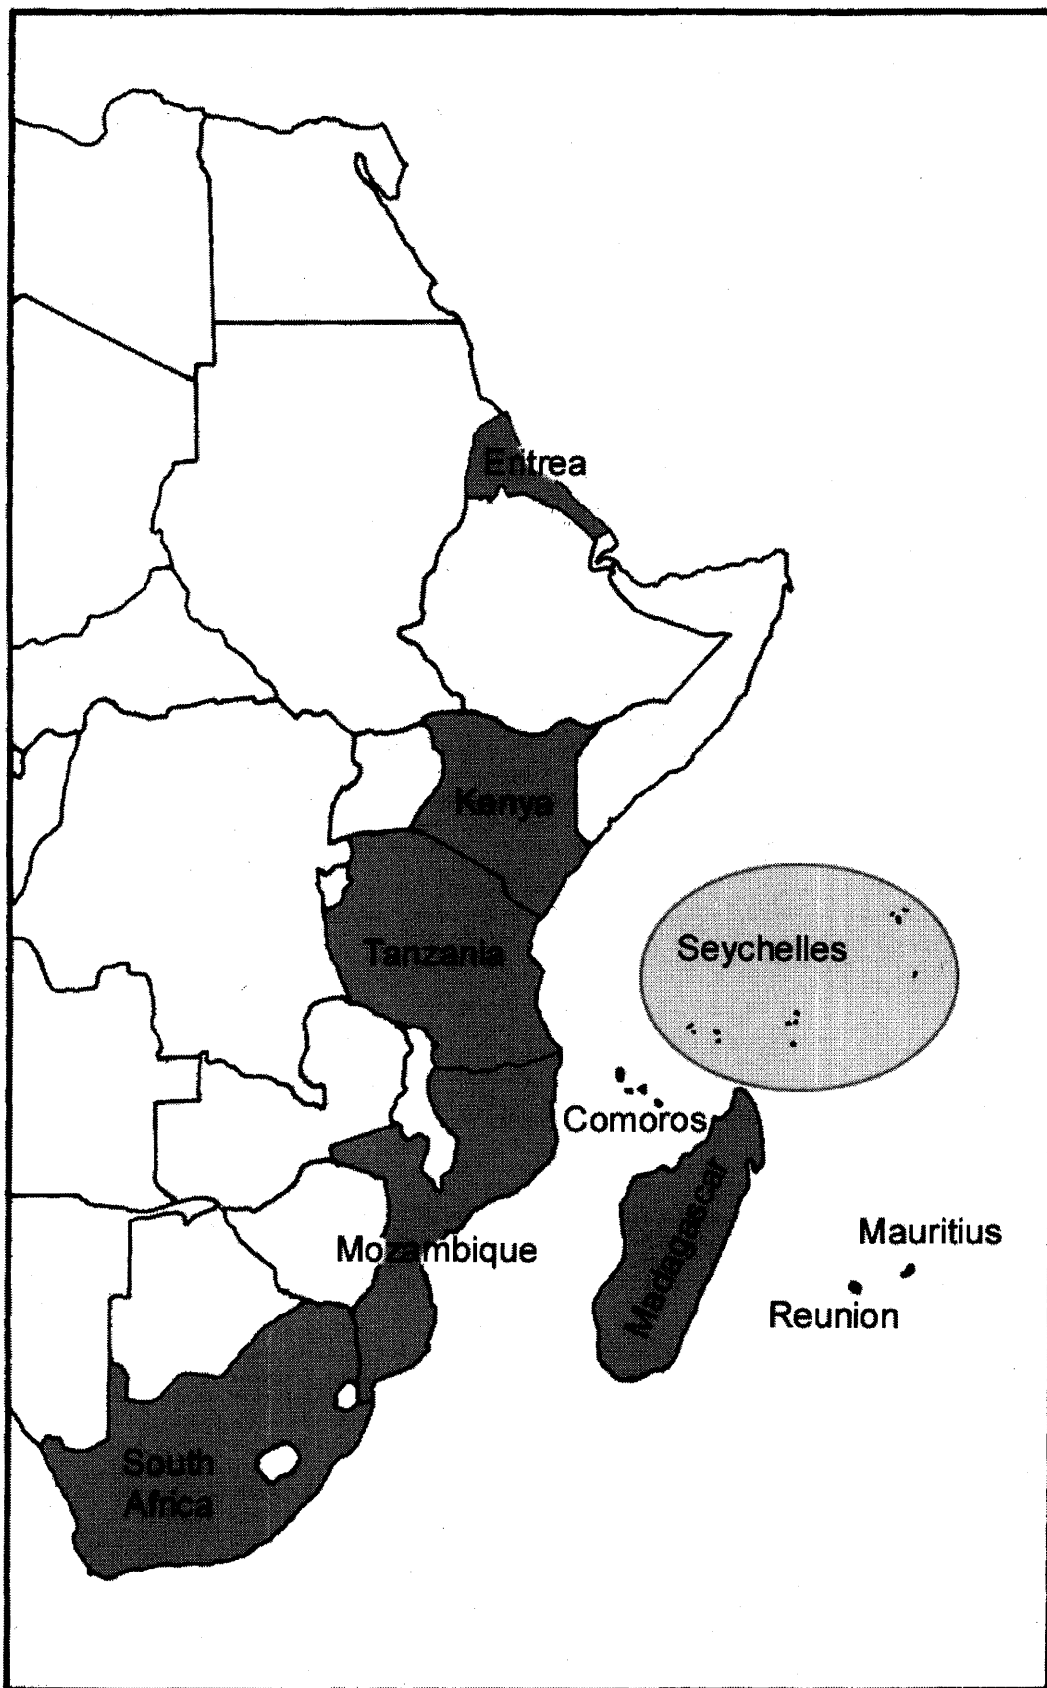 Eritrea
Kenya
Seychelles
Tanzania
Comoros
Madagascar
Mauritius
Mozambique
Reunion
South
Africa